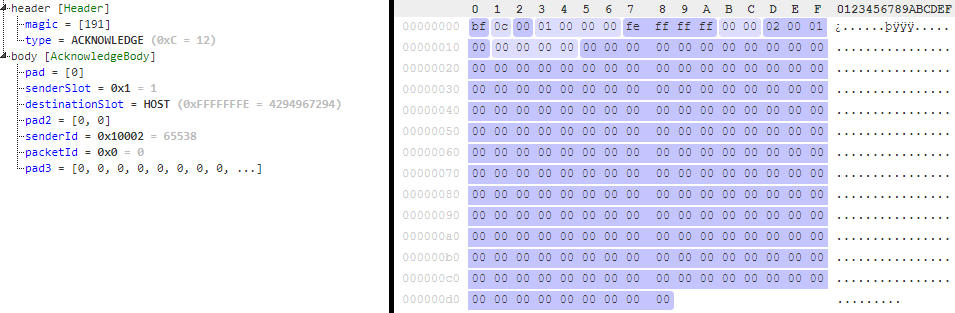 header [Header]
magic = [191]
type = ACKNOWLEDGE (0xC = 12)
body [AcknowledgeBody]
pad = [0]
senderSlot = 0x1 = 1
destinationSlot = HOST (0xFFFFFFFE = 4294967294)
pad2 = [0, 0]
senderId = 0x10002 = 65538
packetId = 0x0 = 0
pad3 = [0, 0, 0, 0, 0, 0, 0, 0, ...]
0 1 2 3 4 5 6 7 8 9 A B C D E F 0123456789ABCDEF
00000000 bf 0c 00 01 00 00 00 fe ff ff ff 00 00 02 00 01 ¿......þÿÿÿ.....
00000010 00 00 00 00 00 00 00 00 00 00 00 00 00 00 00 00 ................
00000020 00 00 00 00 00 00 00 00 00 00 00 00 00 00 00 00 ................
00000030 00 00 00 00 00 00 00 00 00 00 00 00 00 00 00 00 ................
00000040 00 00 00 00 00 00 00 00 00 00 00 00 00 00 00 00 ................
00000050 00 00 00 00 00 00 00 00 00 00 00 00 00 00 00 00 ................
00000060 00 00 00 00 00 00 00 00 00 00 00 00 00 00 00 00 ................
00000070 00 00 00 00 00 00 00 00 00 00 00 00 00 00 00 00 ................
00000080 00 00 00 00 00 00 00 00 00 00 00 00 00 00 00 00 ................
00000090 00 00 00 00 00 00 00 00 00 00 00 00 00 00 00 00 ................
000000a0 00 00 00 00 00 00 00 00 00 00 00 00 00 00 00 00 ................
000000b0 00 00 00 00 00 00 00 00 00 00 00 00 00 00 00 00 ................
000000c0 00 00 00 00 00 00 00 00 00 00 00 00 00 00 00 00 ................
000000d0 00 00 00 00 00 00 00 00 00 .........